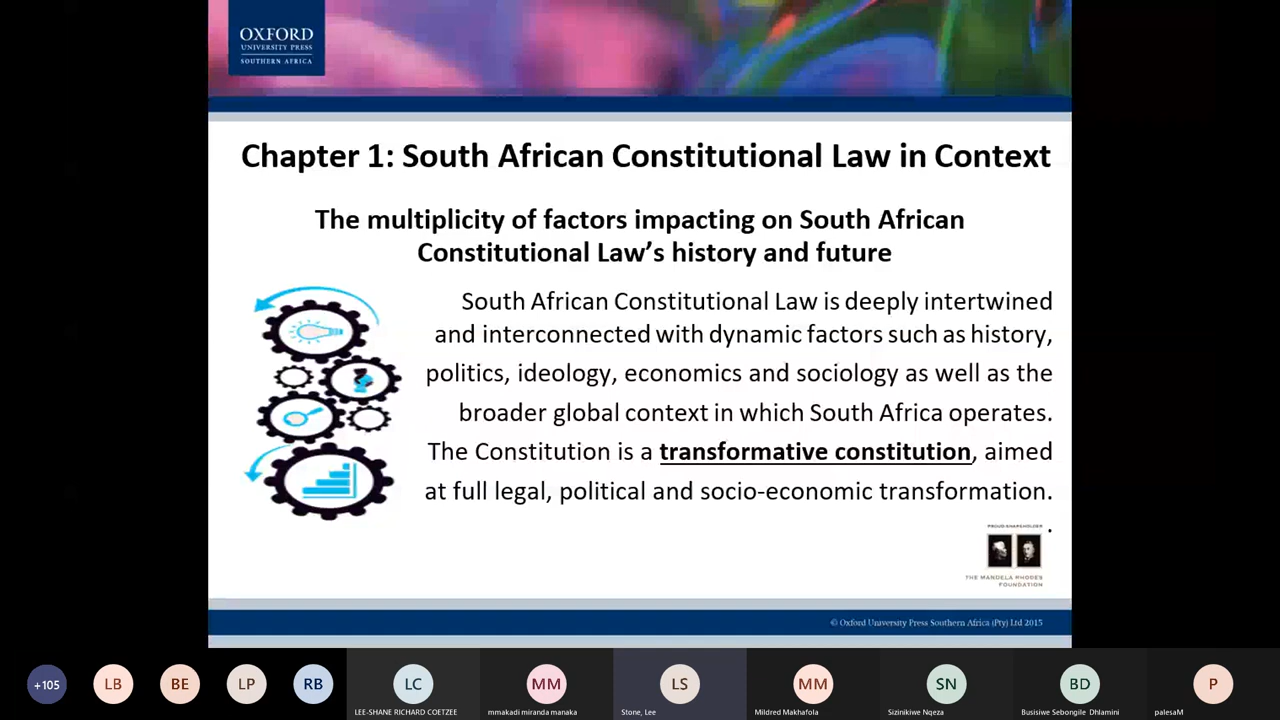 OXFORD
UNIVERSITY PRESS
SOUTHERN AFRICA
Chapter 1: South African Constitutional Law in Context
The multiplicity of factors impacting on South African
Constitutional Law’s history and future
South African Constitutional Law is deeply intertwined
and interconnected with dynamic factors such as history,
politics, ideology, economics and sociology as well as the
broader global context in which South Africa operates.
The Constitution is a transformative constitution, aimed
at full legal, political and socio-economic transformation.
.
PROUD SHAREHOLDER
THE MANDELA RHODES
FOUNDATION
© Oxford University Press Southern Africa (Pty) Ltd 2015
+105
LB
BE
LP
RB
LC
MM
LS
MM
SN
BD
P
LEE-SHANE RICHARD COETZEE
mmakadi miranda manaka
Stone, Lee
Mildred Makhafola
Sizinikiwe Nqeza
Busisiwe Sebongile Dhlamini
palesaM